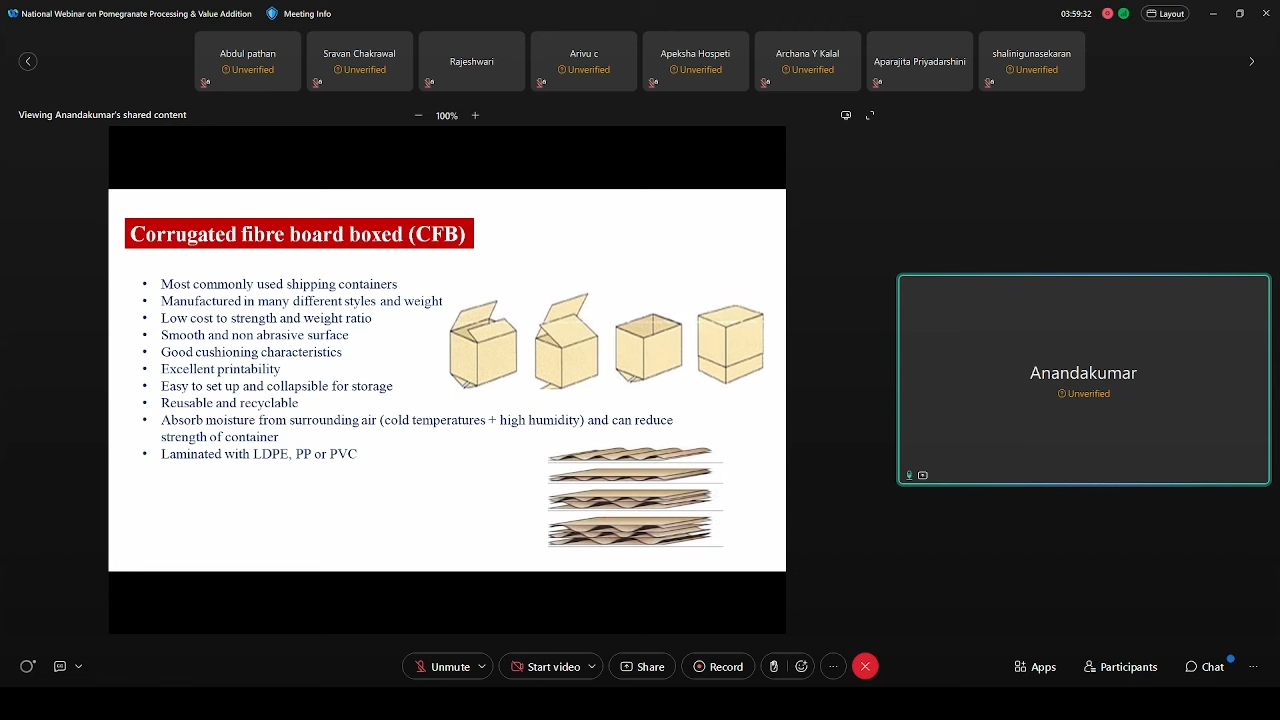 National Webinar on Pomegranate Processing & Value Addition
Meeting Info
03:59:32
Layout
Abdul pathan
Unverified
Sravan Chakrawal
Unverified
Rajeshwari
Arivu c
Unverified
Apeksha Hospeti
Unverified
Archana Y Kalal
Unverified
Aparajita Priyadarshini
shalinigunasekaran
Unverified
Viewing Anandakumar's shared content
100%
Corrugated fibre board boxed (CFB)
• Most commonly used shipping containers
• Manufactured in many different styles and weight
• Low cost to strength and weight ratio
• Smooth and non abrasive surface
• Good cushioning characteristics
• Excellent printability
• Easy to set up and collapsible for storage
• Reusable and recyclable
• Absorb moisture from surrounding air (cold temperatures + high humidity) and can reduce
strength of container
• Laminated with LDPE, PP or PVC
Anandakumar
Unverified
Unmute
Start video
Share
Record
Apps
Participants
Chat